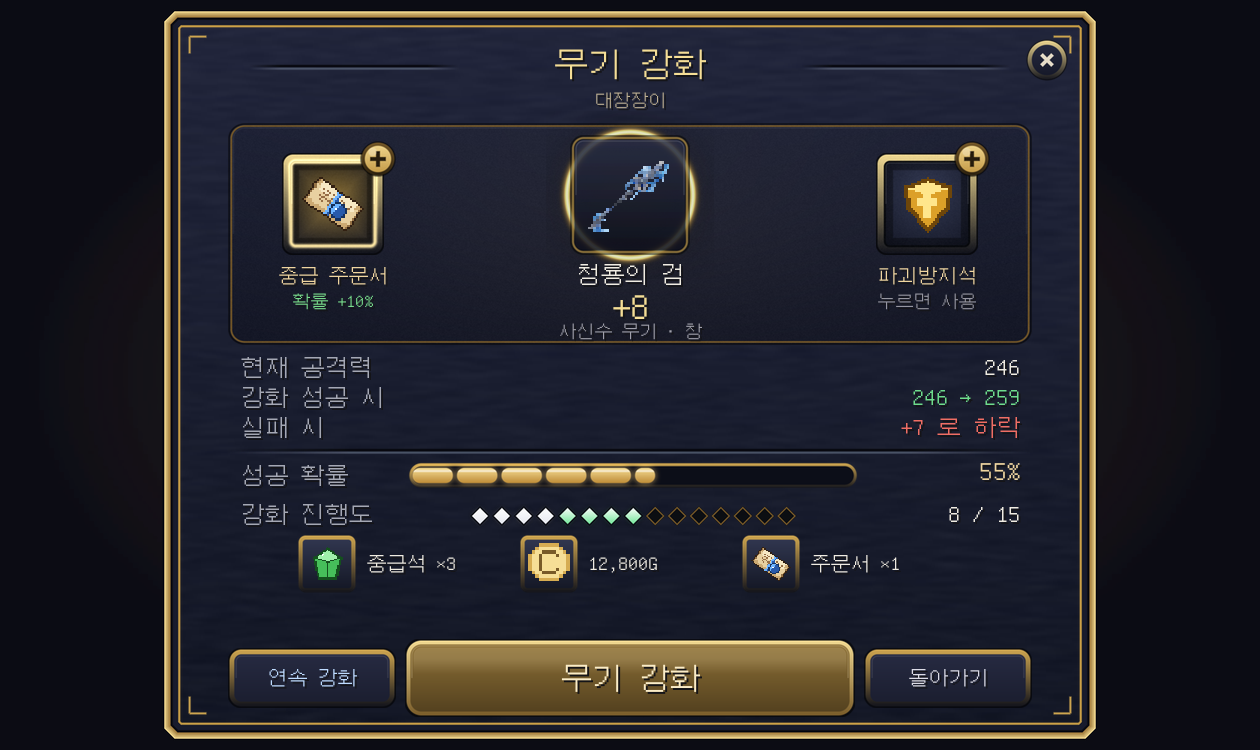 무기 강화
대장장이
중급 주문서
확률 +10%
청룡의 검
+8
사신수 무기 · 창
파괴방지석
누르면 사용
현재 공격력 246
강화 성공 시 246 → 259
실패 시 +7 로 하락
성공 확률 55%
강화 진행도 8 / 15
중급석 ×3 12,800G 주문서 ×1
연속 강화 무기 강화 돌아가기